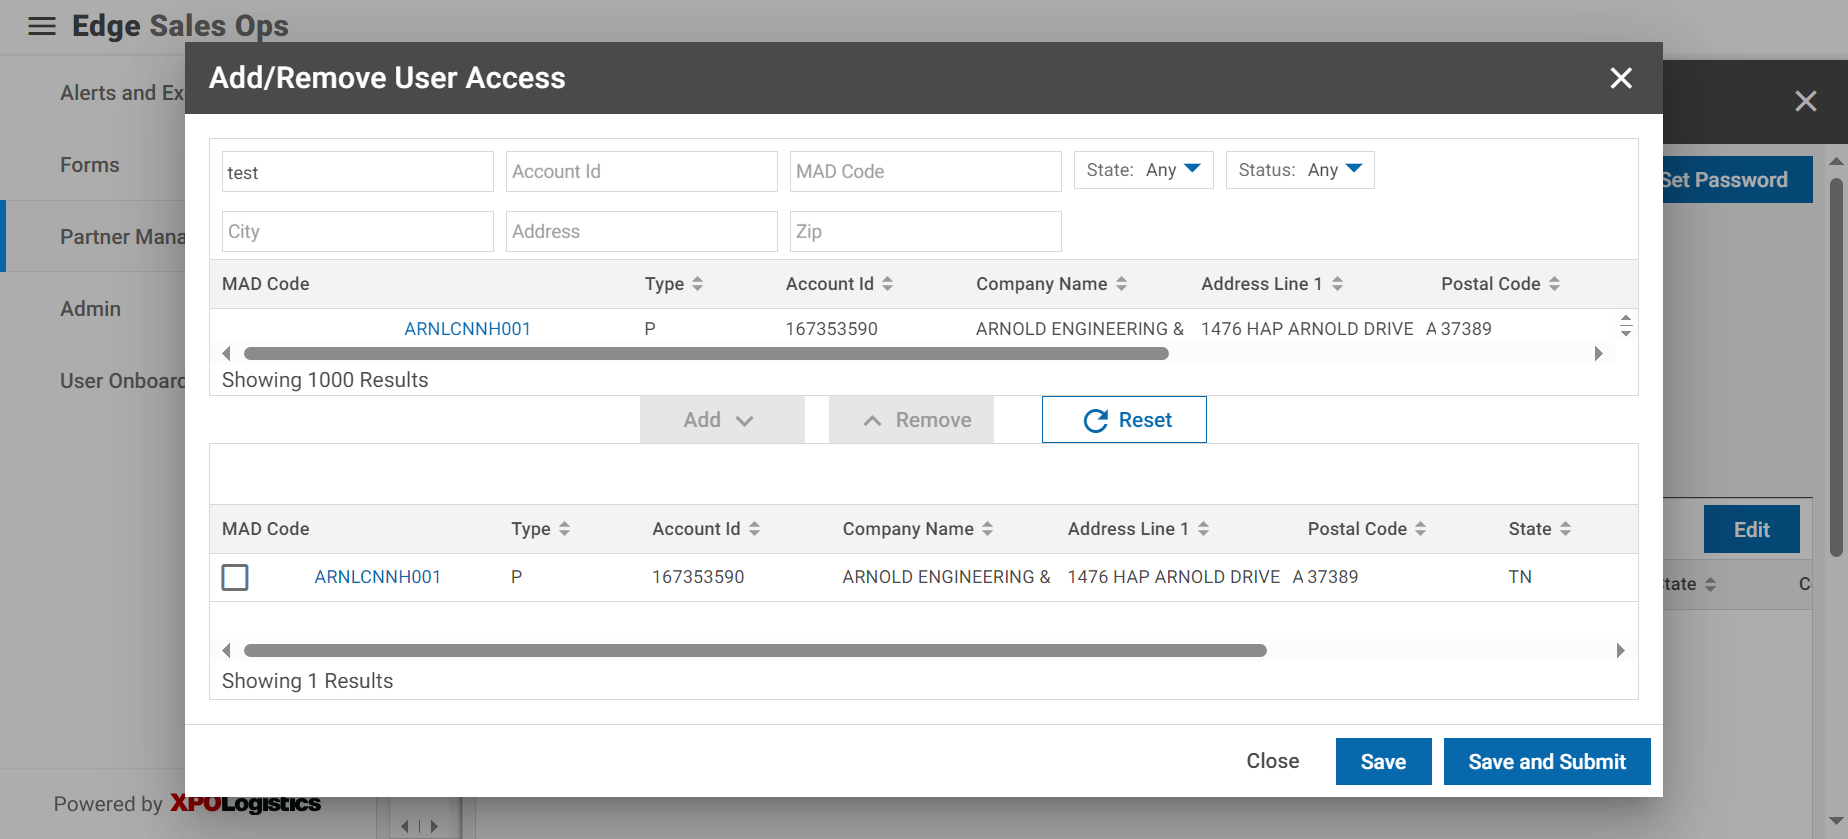 Edge Sales Ops
Alerts and Ex
Forms
Partner Mana
Admin
User Onboard
Powered by XPOLogistics
Add/Remove User Access
test
Account Id
MAD Code
State: Any
Status: Any
City
Address
Zip
MAD Code Type Account Id Company Name Address Line 1 Postal Code
ARNLCNNH001 P 167353590 ARNOLD ENGINEERING & 1476 HAP ARNOLD DRIVE A 37389
Showing 1000 Results
Add
Remove
Reset
MAD Code Type Account Id Company Name Address Line 1 Postal Code State
ARNLCNNH001 P 167353590 ARNOLD ENGINEERING & 1476 HAP ARNOLD DRIVE A 37389 TN
Showing 1 Results
Close
Save
Save and Submit
Set Password
Edit
tate C